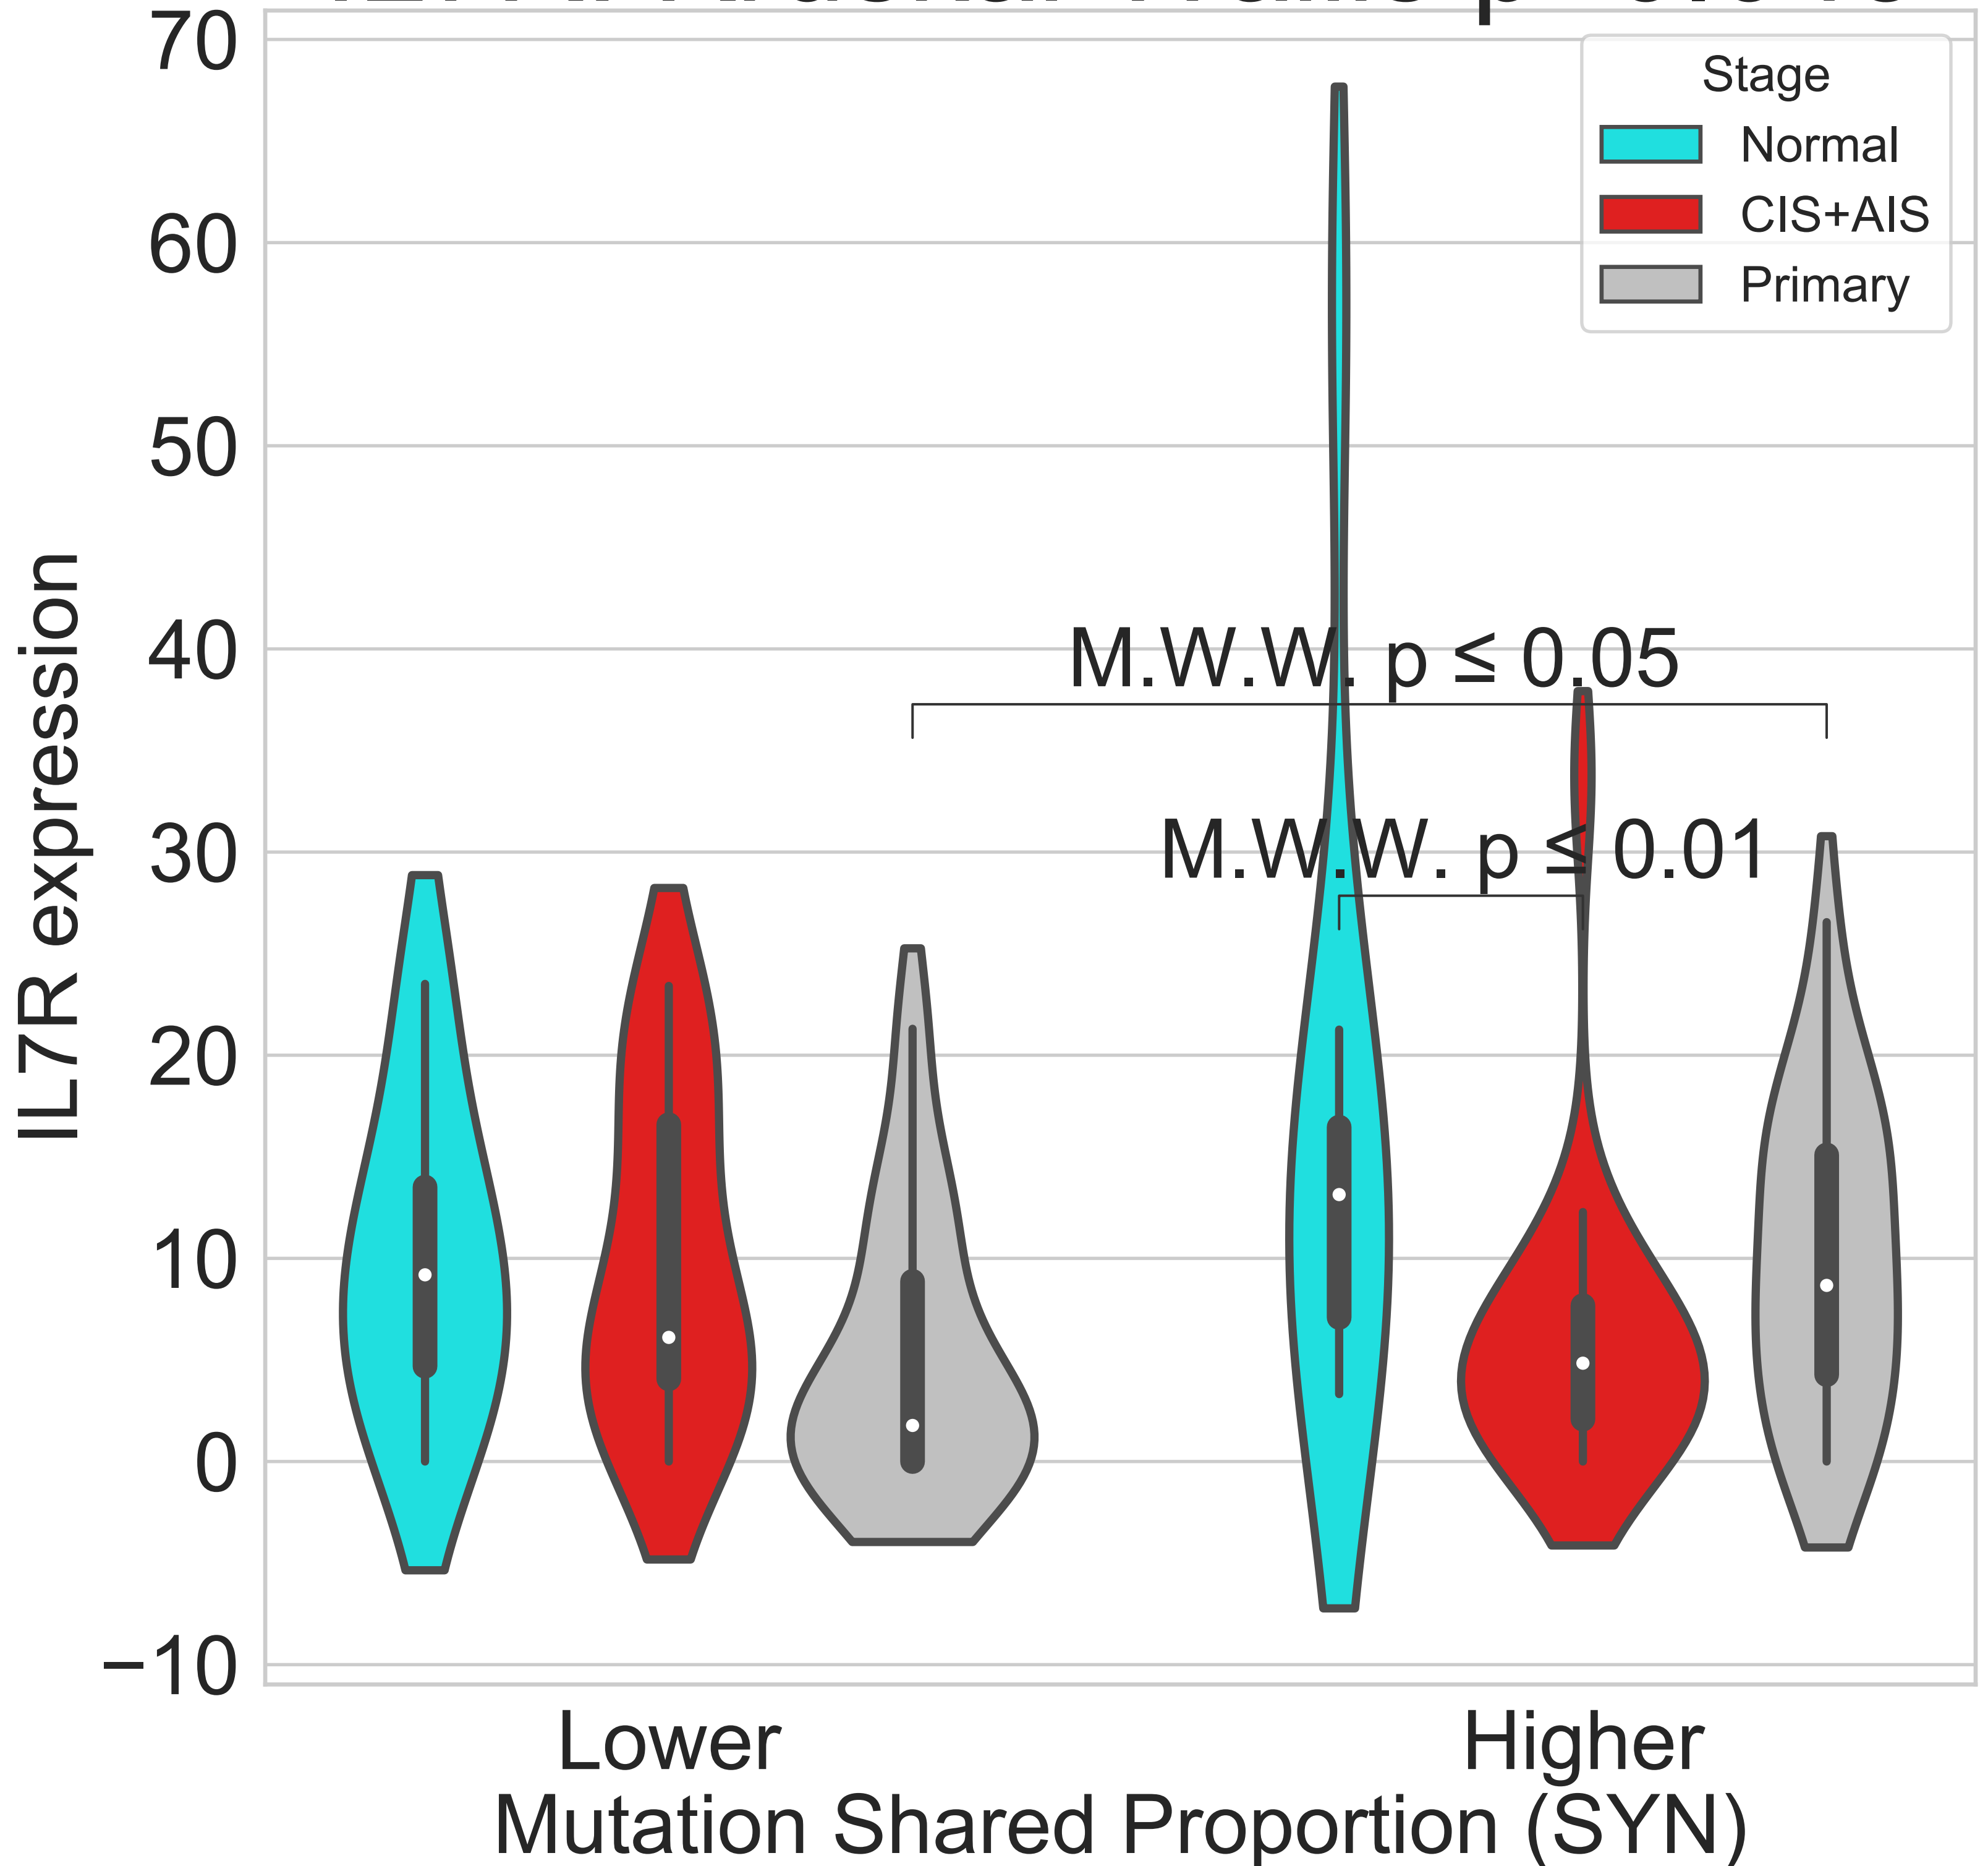 70
60
50
40
30
20
10
0
−10
IL7R expression
Stage
Normal
CIS+AIS
Primary
M.W.W. p ≤ 0.05
M.W.W. p ≤ 0.01
Lower
Higher
Mutation Shared Proportion (SYN)